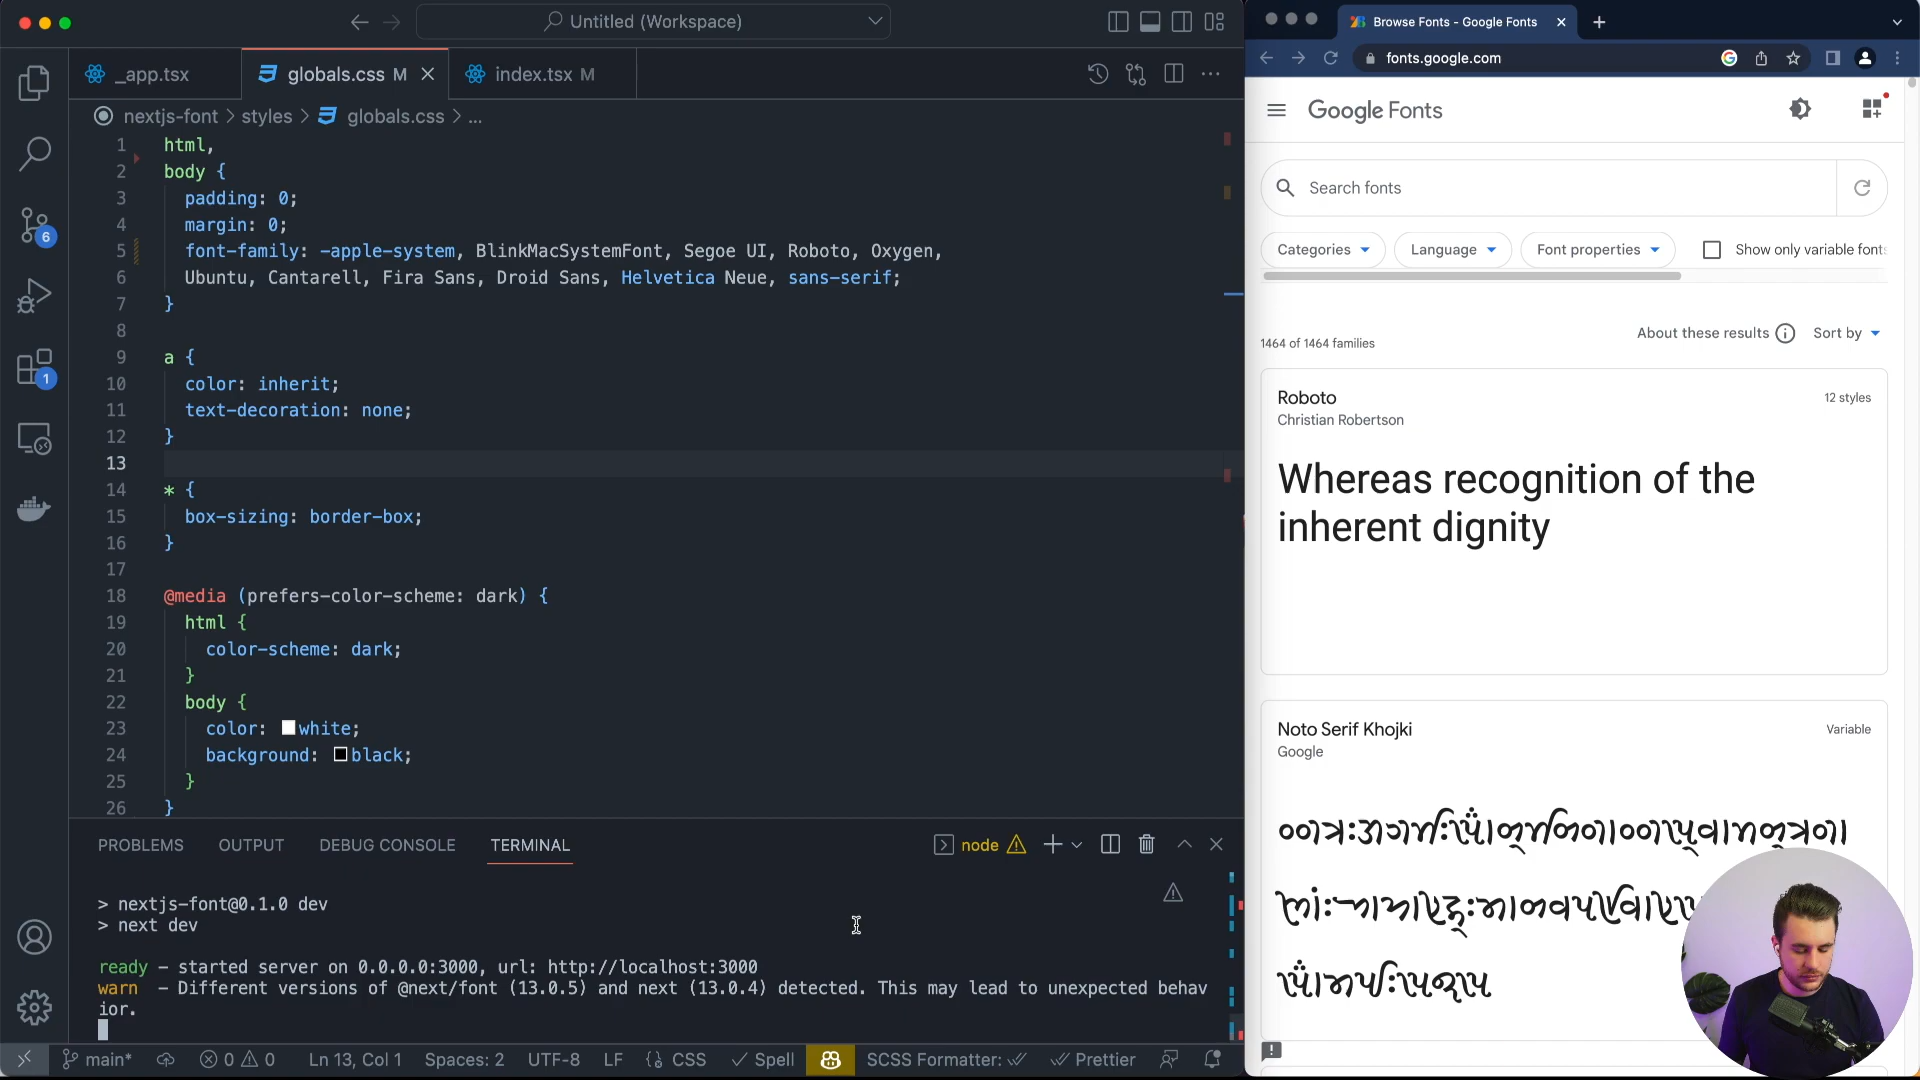 Untitled (Workspace)
_app.tsx
globals.css M
index.tsx M
nextjs-font > styles > globals.css > ...
1 html,
2 body {
3 padding: 0;
4 margin: 0;
5 font-family: -apple-system, BlinkMacSystemFont, Segoe UI, Roboto, Oxygen,
6 Ubuntu, Cantarell, Fira Sans, Droid Sans, Helvetica Neue, sans-serif;
7 }
8
9 a {
10 color: inherit;
11 text-decoration: none;
12 }
13
14 * {
15 box-sizing: border-box;
16 }
17
18 @media (prefers-color-scheme: dark) {
19 html {
20 color-scheme: dark;
21 }
22 body {
23 color: white;
24 background: black;
25 }
26 }
6
1
PROBLEMS OUTPUT DEBUG CONSOLE TERMINAL
node
> nextjs-font@0.1.0 dev
> next dev
ready - started server on 0.0.0.0:3000, url: http://localhost:3000
warn - Different versions of @next/font (13.0.5) and next (13.0.4) detected. This may lead to unexpected behav
ior.
main* 0 0 Ln 13, Col 1 Spaces: 2 UTF-8 LF CSS Spell SCSS Formatter: Prettier
Browse Fonts - Google Fonts
fonts.google.com
Google Fonts
Search fonts
Categories Language Font properties Show only variable fonts
1464 of 1464 families
About these results Sort by
Roboto
12 styles
Christian Robertson
Whereas recognition of the
inherent dignity
Noto Serif Khojki
Variable
Google